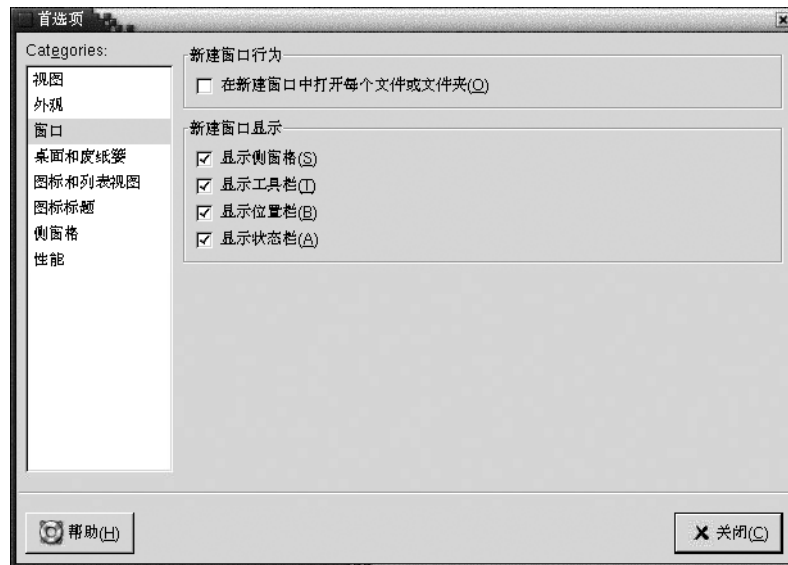 首选项
Categories:
视图
外观
窗口
桌面和废纸篓
图标和列表视图
图标标题
侧窗格
性能
新建窗口行为
在新建窗口中打开每个文件或文件夹(O)
新建窗口显示
显示侧窗格(S)
显示工具栏(T)
显示位置栏(B)
显示状态栏(A)
帮助(H)
关闭(C)